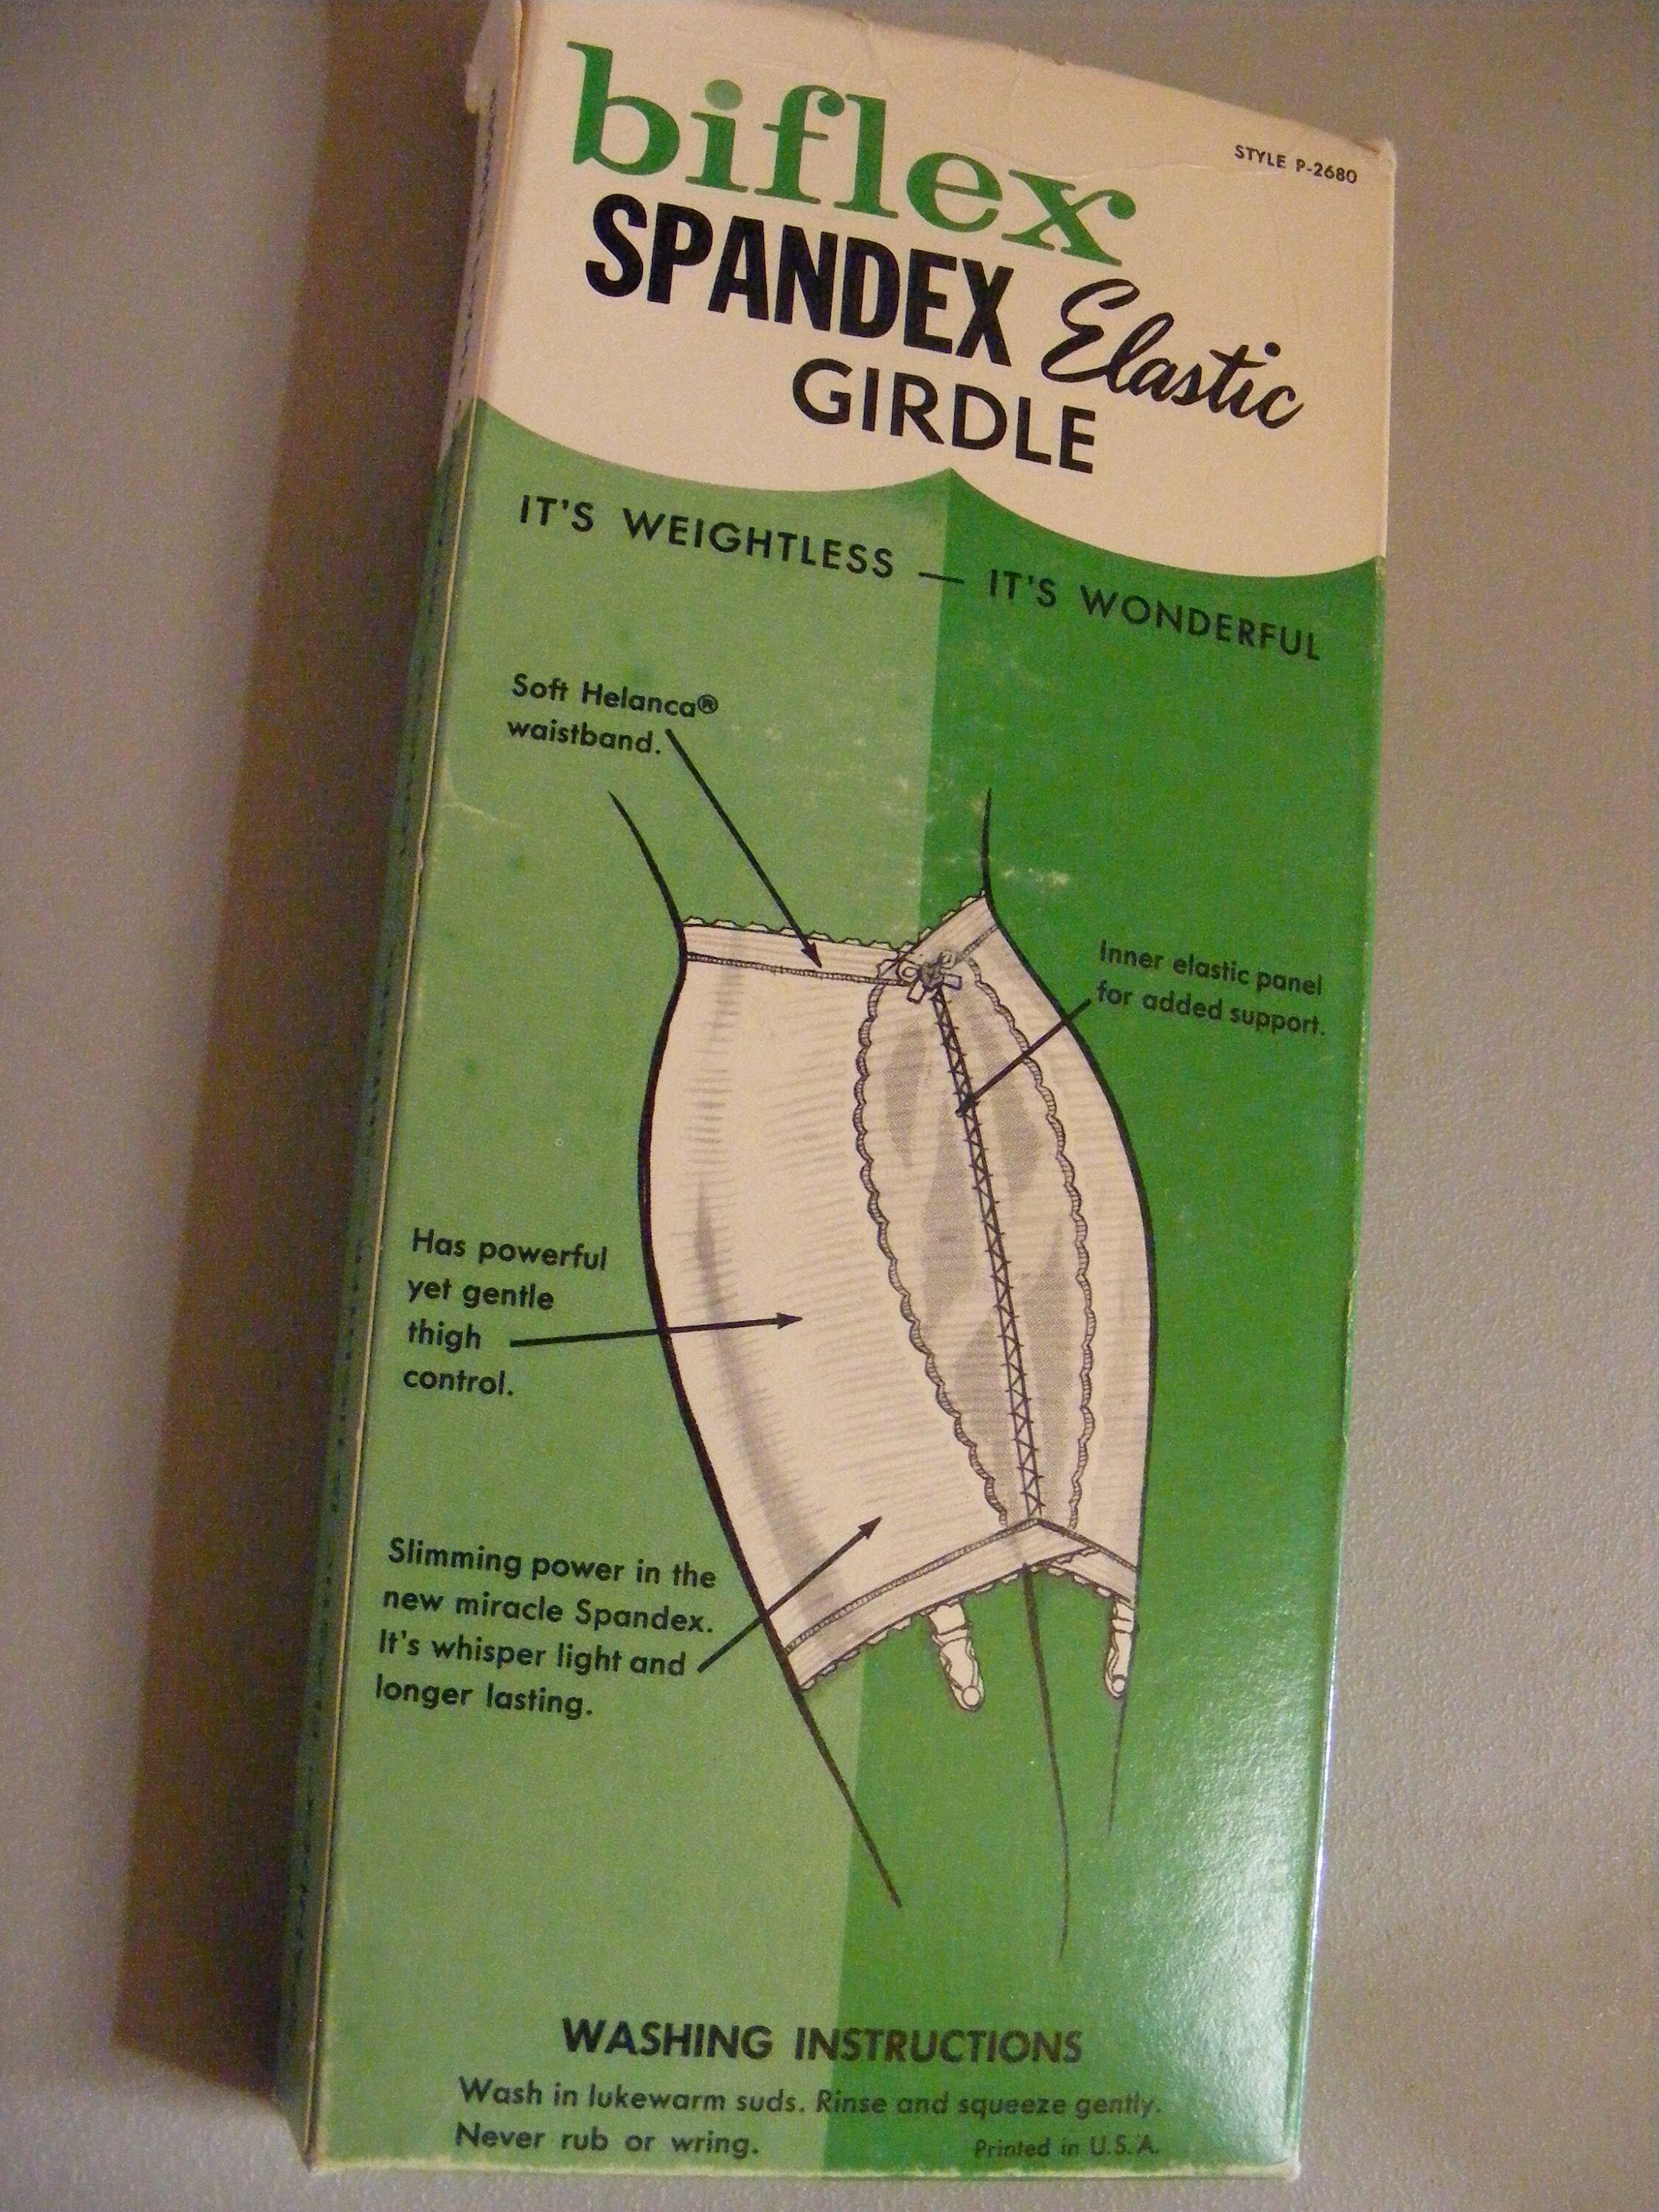 biflex
STYLE P-2680
SPANDEX Elastic
GIRDLE
IT'S WEIGHTLESS — IT'S WONDERFUL
Soft Helanca®
waistband.
Inner elastic panel
for added support.
Has powerful
yet gentle
thigh
control.
Slimming power in the
new miracle Spandex.
It's whisper light and
longer lasting.
WASHING INSTRUCTIONS
Wash in lukewarm suds. Rinse and squeeze gently.
Never rub or wring.
Printed in U.S.A.